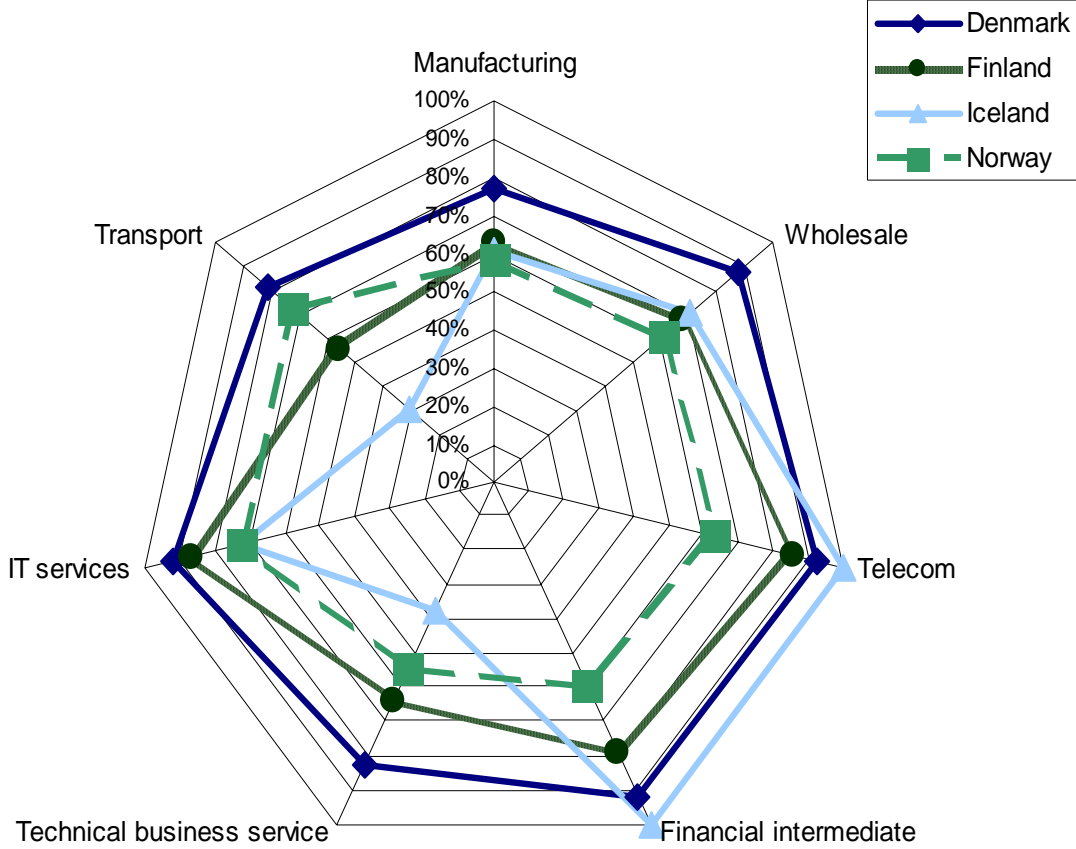 Denmark
Finland
Iceland
Norway
Manufacturing
100%
90%
80%
70%
60%
50%
40%
30%
20%
10%
0%
Transport
Wholesale
IT services
Telecom
Technical business service
Financial intermediate